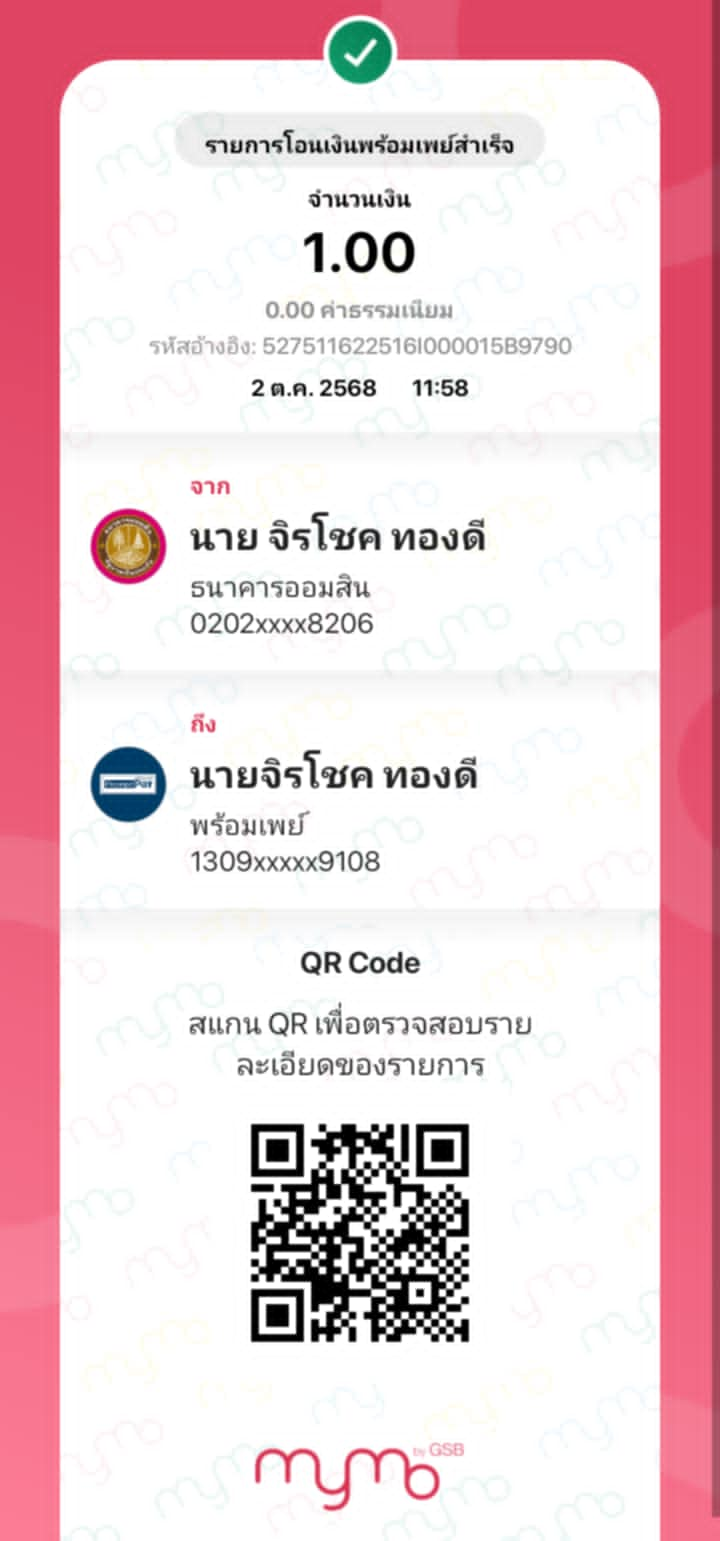 รายการโอนเงินพร้อมเพย์สำเร็จ
จำนวนเงิน
1.00
0.00 ค่าธรรมเนียม
รหัสอ้างอิง: 527511622516I000015B9790
2 ต.ค. 2568 11:58
จาก
นาย จิรโชค ทองดี
ธนาคารออมสิน
0202xxxx8206
ถึง
นายจิรโชค ทองดี
พร้อมเพย์
1309xxxxx9108
QR Code
สแกน QR เพื่อตรวจสอบราย
ละเอียดของรายการ
mymo by GSB